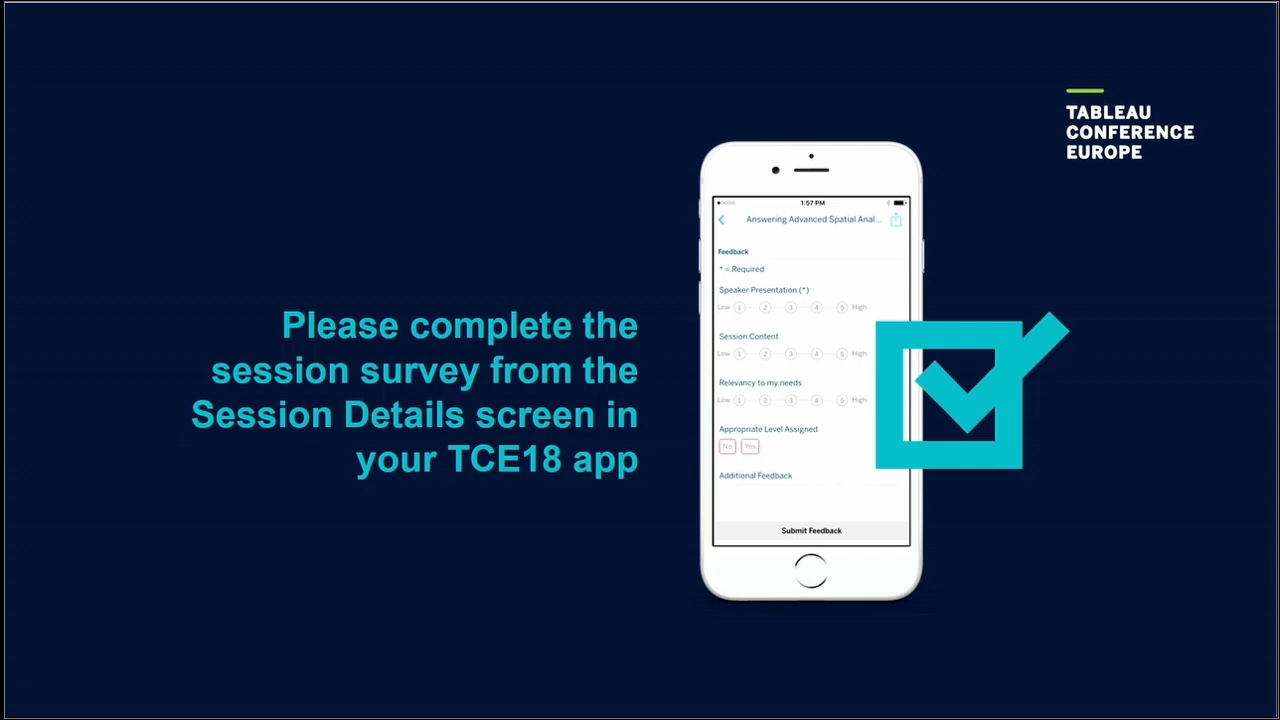 TABLEAU
CONFERENCE
EUROPE
Please complete the
session survey from the
Session Details screen in
your TCE18 app
1:57 PM
Answering Advanced Spatial Anal...
Feedback
* = Required
Speaker Presentation (*)
Low 1 2 3 4 5 High
Session Content
Low 1 2 3 4 5 High
Relevancy to my needs
Low 1 2 3 4 5 High
Appropriate Level Assigned
No Yes
Additional Feedback
Submit Feedback